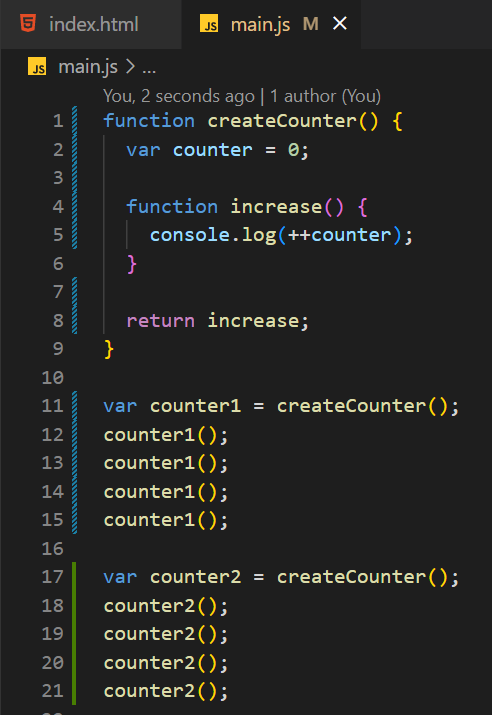 index.html
JS main.js M
JS main.js > ...
You, 2 seconds ago | 1 author (You)
1 function createCounter() {
2   var counter = 0;
3
4   function increase() {
5     console.log(++counter);
6   }
7
8   return increase;
9 }
10
11 var counter1 = createCounter();
12 counter1();
13 counter1();
14 counter1();
15 counter1();
16
17 var counter2 = createCounter();
18 counter2();
19 counter2();
20 counter2();
21 counter2();